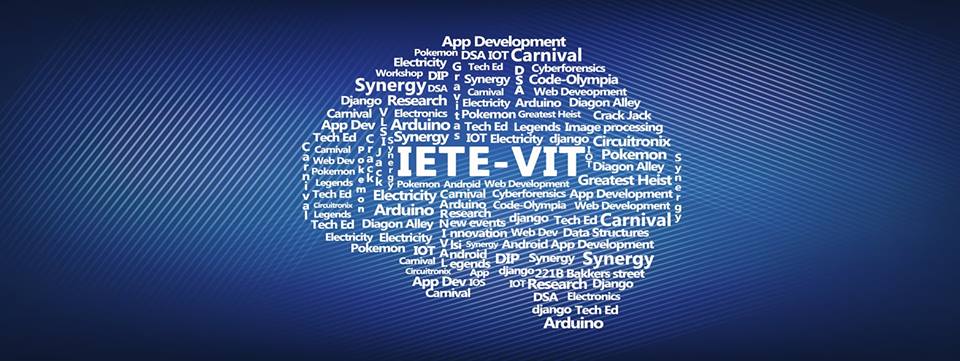 App Development
Pokemon DSA IOT Carnival
Electricity Tech Ed Cyberforensics
Workshop DIP Synergy DSA Code-Olympia
Synergy DSA Carnival Web Deveopment
Django Research Gravitas Electricity Arduino Diagon Alley
Carnival Electronics Pokemon Greatest Heist Crack Jack
App Dev VLSI Arduino Tech Ed Legends Image processing
Tech Ed Synergy IOT Electricity django Circuitronix
Carnival Crack Jack Synergy IETE-VIT IOT Pokemon
Web Dev Diagon Alley
Pokemon Pokemon Greatest Heist Synergy
Legends Pokemon Android Web Development
Tech Ed Electricity Carnival Cyberforensics App Development
Circuitronix Arduino Code-Olympia Web Development
Legends Arduino Research django Tech Ed Carnival
Tech Ed Diagon Alley New events
Carnival Electricity Electricity Innovation Web Dev Data Structures
Pokemon IOT Vlsi Synergy Android App Development
Android
Carnival Legends DIP Synergy Synergy
Circuitronix App django 221B Bakkers street
App Dev IOS IOT Research Django
Carnival DSA Electronics
django Tech Ed
Arduino